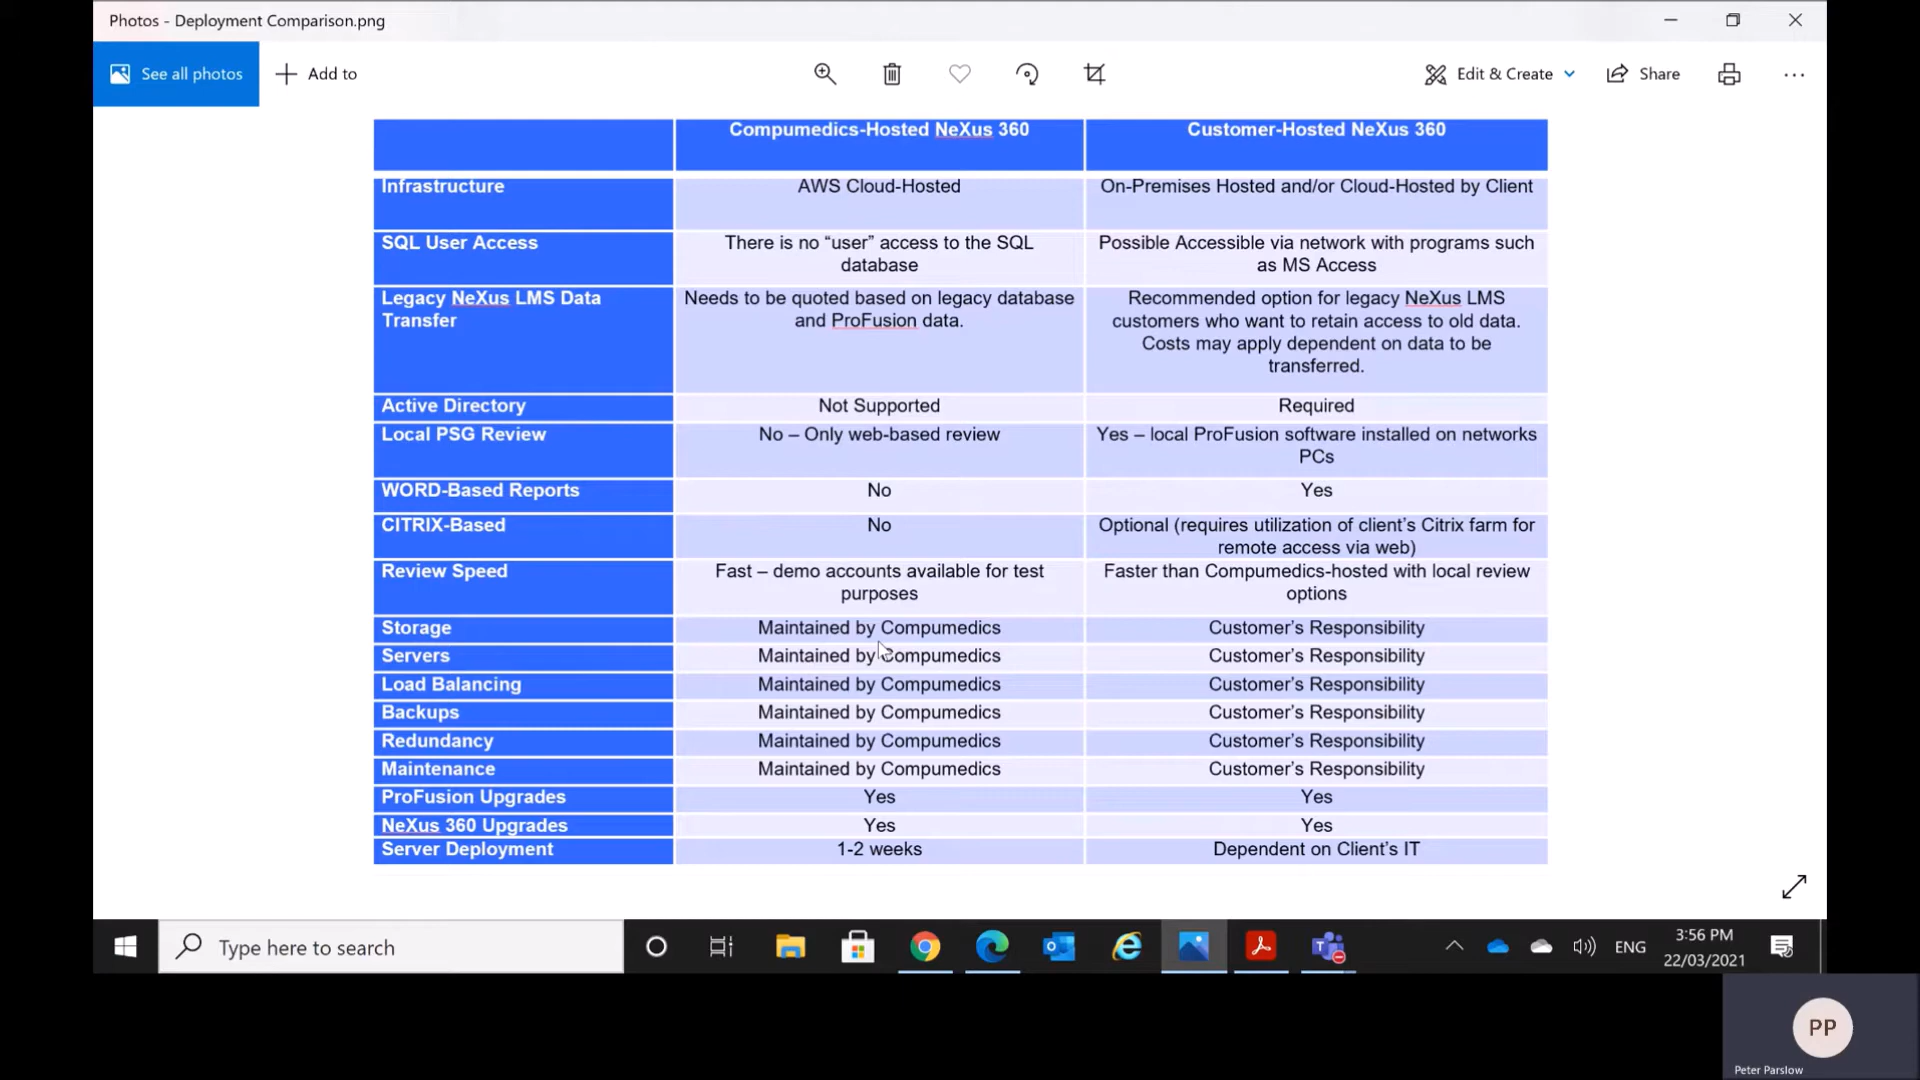 Photos - Deployment Comparison.png
See all photos
Add to
Edit & Create
Share
Compumedics-Hosted NeXus 360
Customer-Hosted NeXus 360
Infrastructure
AWS Cloud-Hosted
On-Premises Hosted and/or Cloud-Hosted by Client
SQL User Access
There is no “user” access to the SQL
database
Possible Accessible via network with programs such
as MS Access
Legacy NeXus LMS Data
Transfer
Needs to be quoted based on legacy database
and ProFusion data.
Recommended option for legacy NeXus LMS
customers who want to retain access to old data.
Costs may apply dependent on data to be
transferred.
Active Directory
Not Supported
Required
Local PSG Review
No – Only web-based review
Yes – local ProFusion software installed on networks
PCs
WORD-Based Reports
No
Yes
CITRIX-Based
No
Optional (requires utilization of client’s Citrix farm for
remote access via web)
Review Speed
Fast – demo accounts available for test
purposes
Faster than Compumedics-hosted with local review
options
Storage
Maintained by Compumedics
Customer’s Responsibility
Servers
Maintained by Compumedics
Customer’s Responsibility
Load Balancing
Maintained by Compumedics
Customer’s Responsibility
Backups
Maintained by Compumedics
Customer’s Responsibility
Redundancy
Maintained by Compumedics
Customer’s Responsibility
Maintenance
Maintained by Compumedics
Customer’s Responsibility
ProFusion Upgrades
Yes
Yes
NeXus 360 Upgrades
Yes
Yes
Server Deployment
1-2 weeks
Dependent on Client’s IT
Type here to search
ENG
3:56 PM
22/03/2021
PP
Peter Parslow